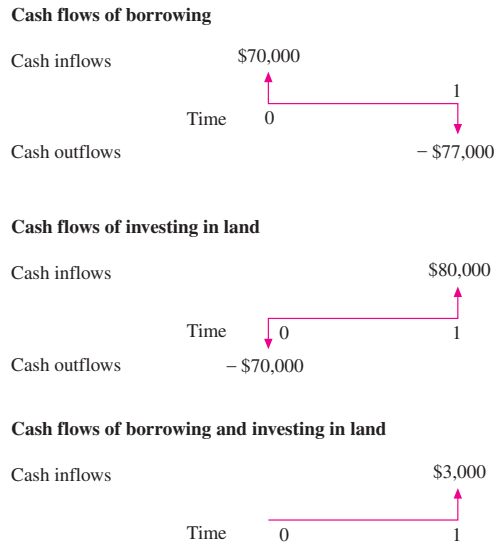 Cash flows of borrowing
Cash inflows $70,000
1
Time 0
Cash outflows – $77,000
Cash flows of investing in land
Cash inflows $80,000
Time 0 1
Cash outflows – $70,000
Cash flows of borrowing and investing in land
Cash inflows $3,000
Time 0 1